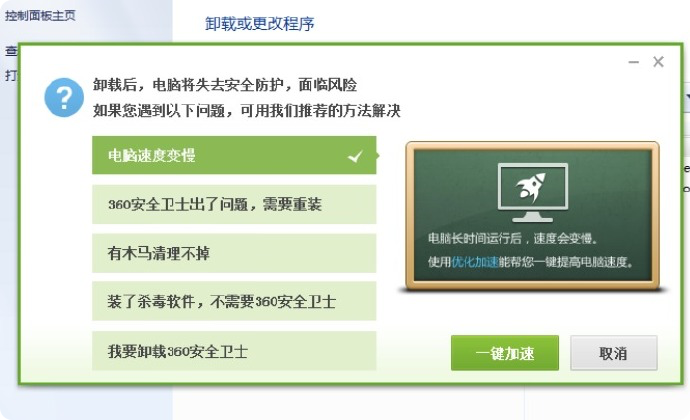 控制面板主页
卸载或更改程序
查
打
卸载后，电脑将失去安全防护，面临风险
如果您遇到以下问题，可用我们推荐的方法解决
电脑速度变慢
360安全卫士出了问题，需要重装
有木马清理不掉
装了杀毒软件，不需要360安全卫士
我要卸载360安全卫士
电脑长时间运行后，速度会变慢。
使用优化加速能帮您一键提高电脑速度。
一键加速
取消